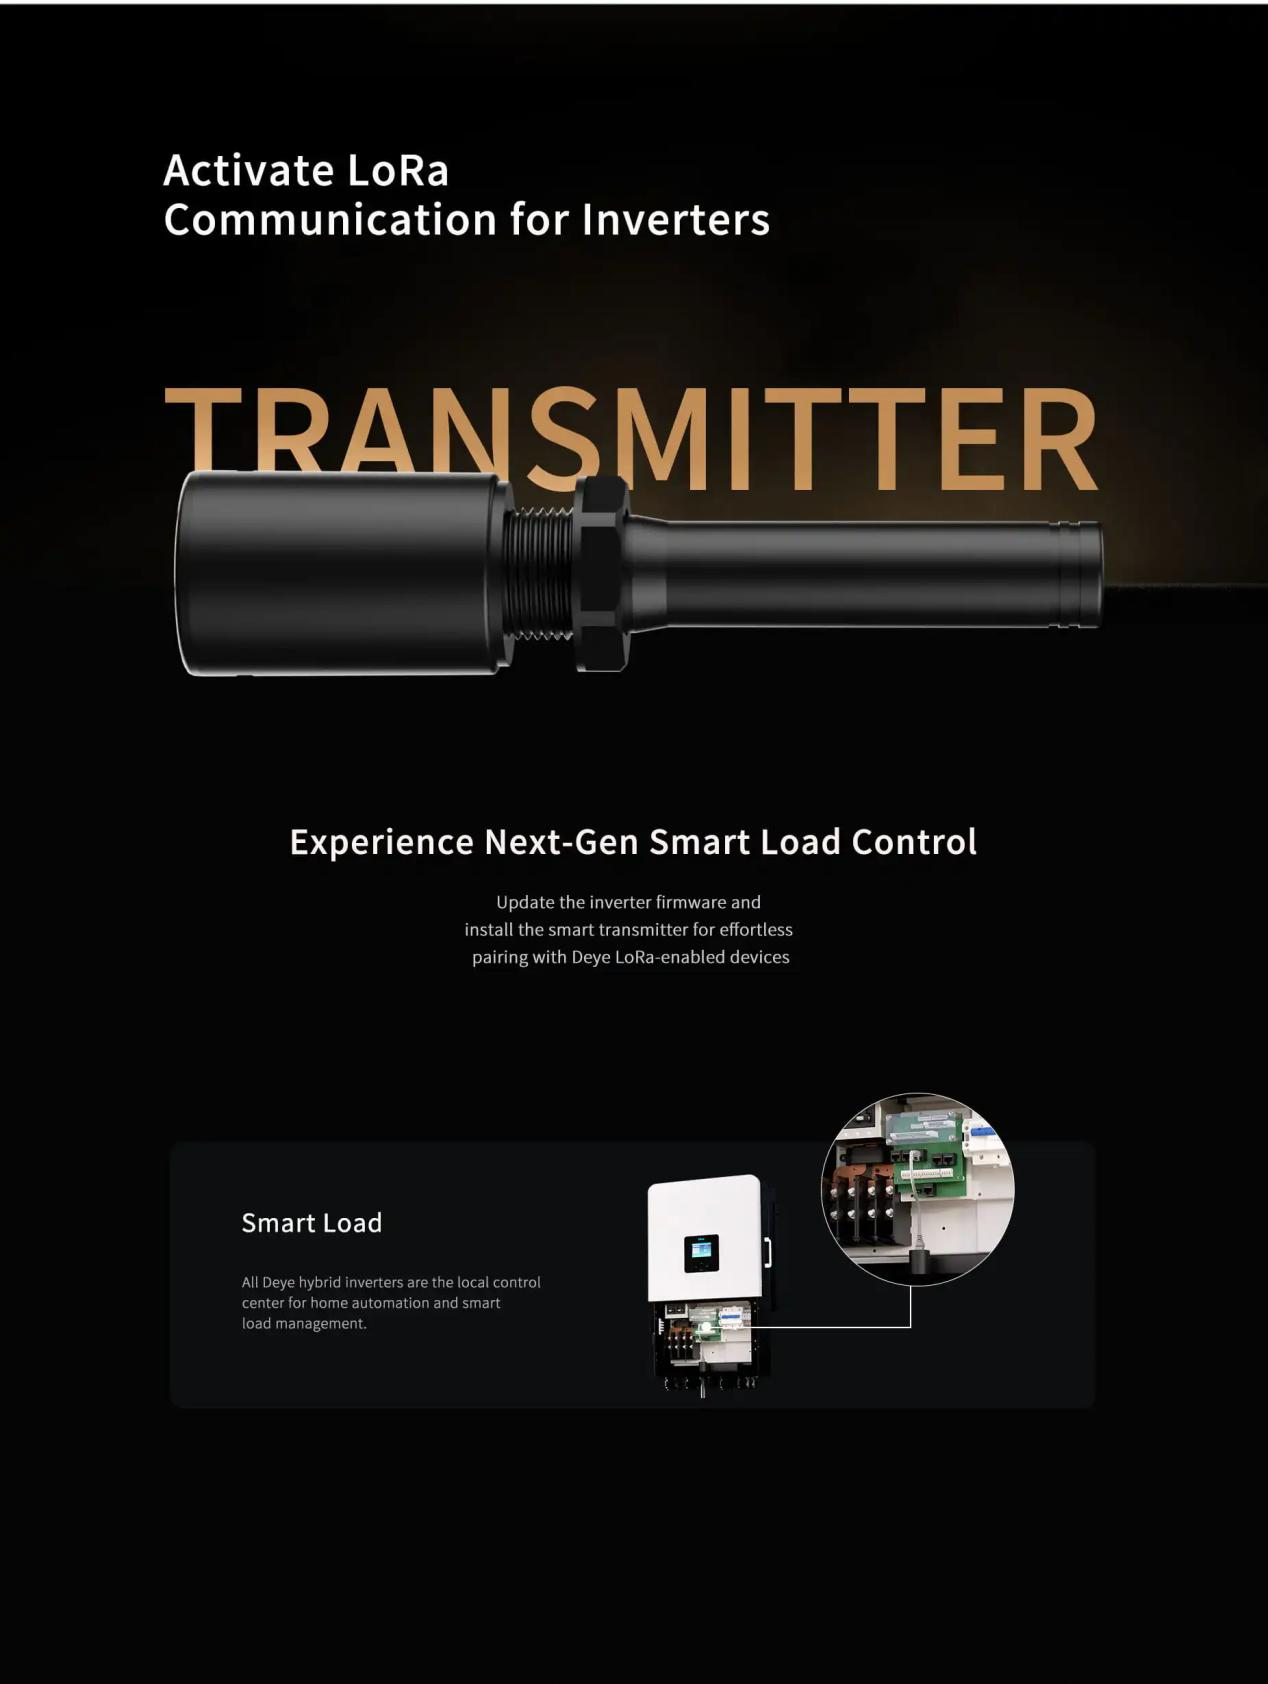 Activate LoRa
Communication for Inverters
TRANSMITTER
Experience Next-Gen Smart Load Control
Update the inverter firmware and
install the smart transmitter for effortless
pairing with Deye LoRa-enabled devices
Smart Load
All Deye hybrid inverters are the local control
center for home automation and smart
load management.